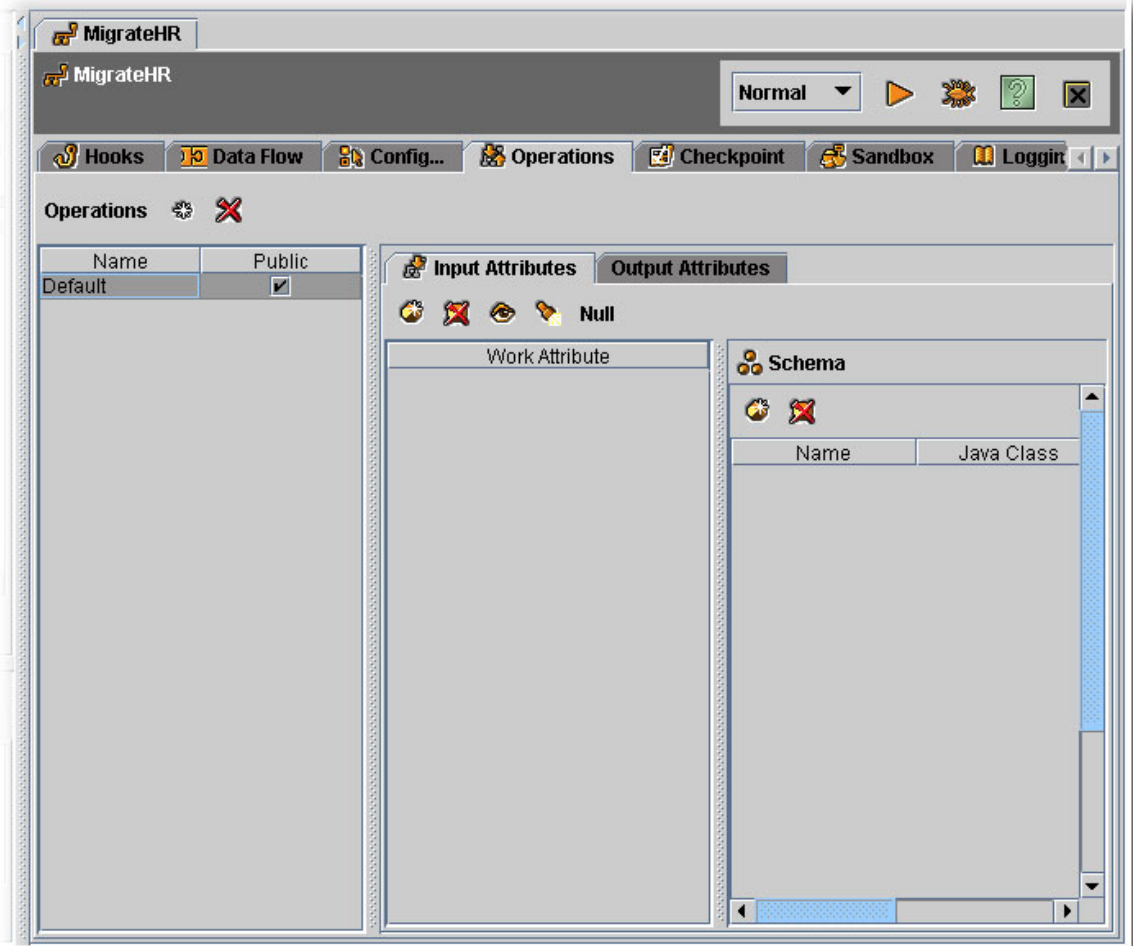 MigrateHR
MigrateHR
Normal
Hooks Data Flow Config... Operations Checkpoint Sandbox Loggin
Operations
Name Public
Default
Input Attributes Output Attributes
Null
Work Attribute
Schema
Name Java Class